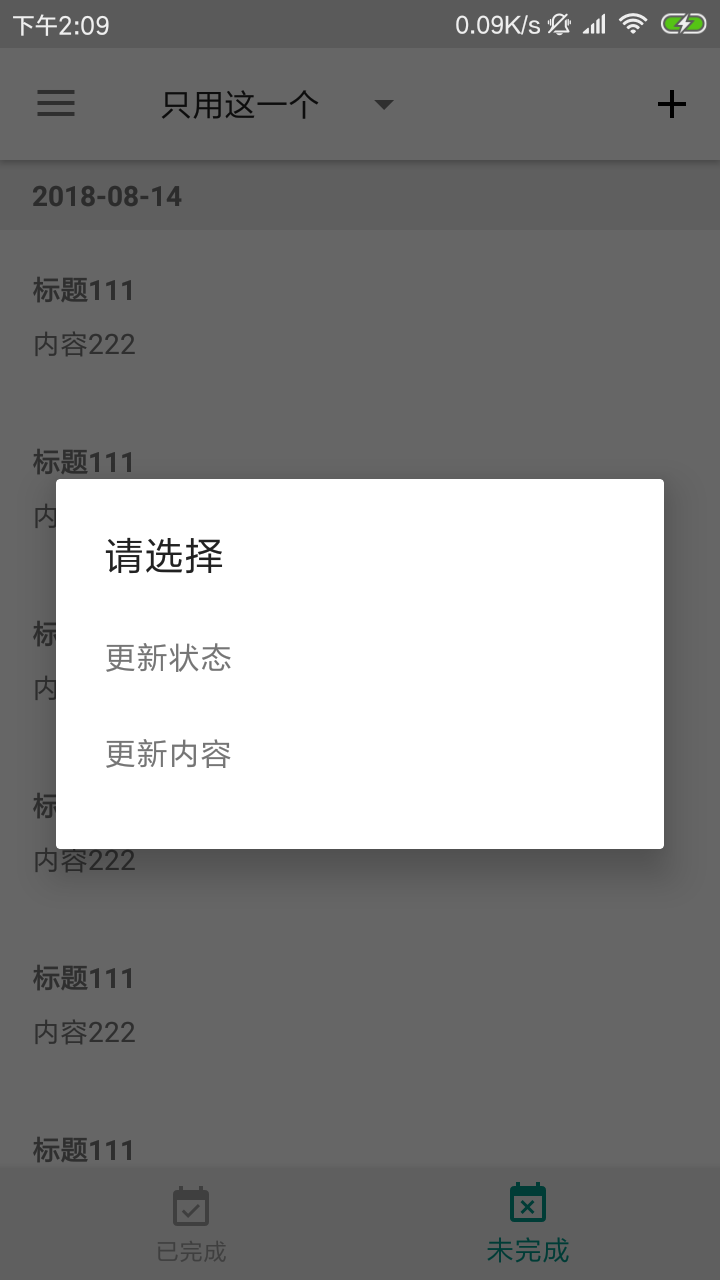 下午2:09 0.09K/s
只用这一个
2018-08-14
标题111
内容222
标题111
内
请选择
标
内
更新状态
更新内容
标
内容222
标题111
内容222
标题111
已完成 未完成